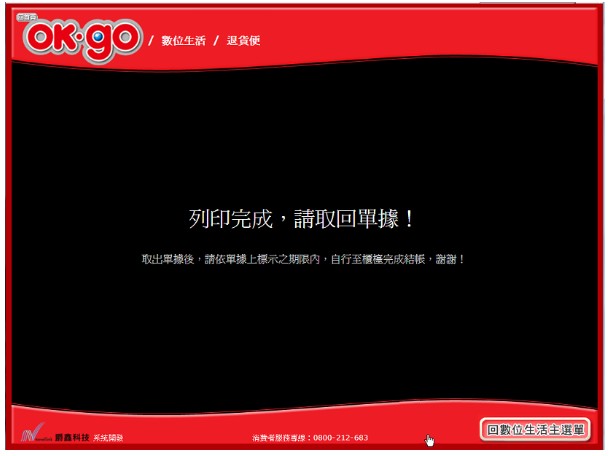 OK·go / 數位生活 / 退貨便
列印完成，請取回單據！
取出單據後，請依單據上標示之期限內，自行至櫃檯完成結帳，謝謝！
爵鑫科技 系統開發
消費者服務專線：0800-212-683
回數位生活主選單